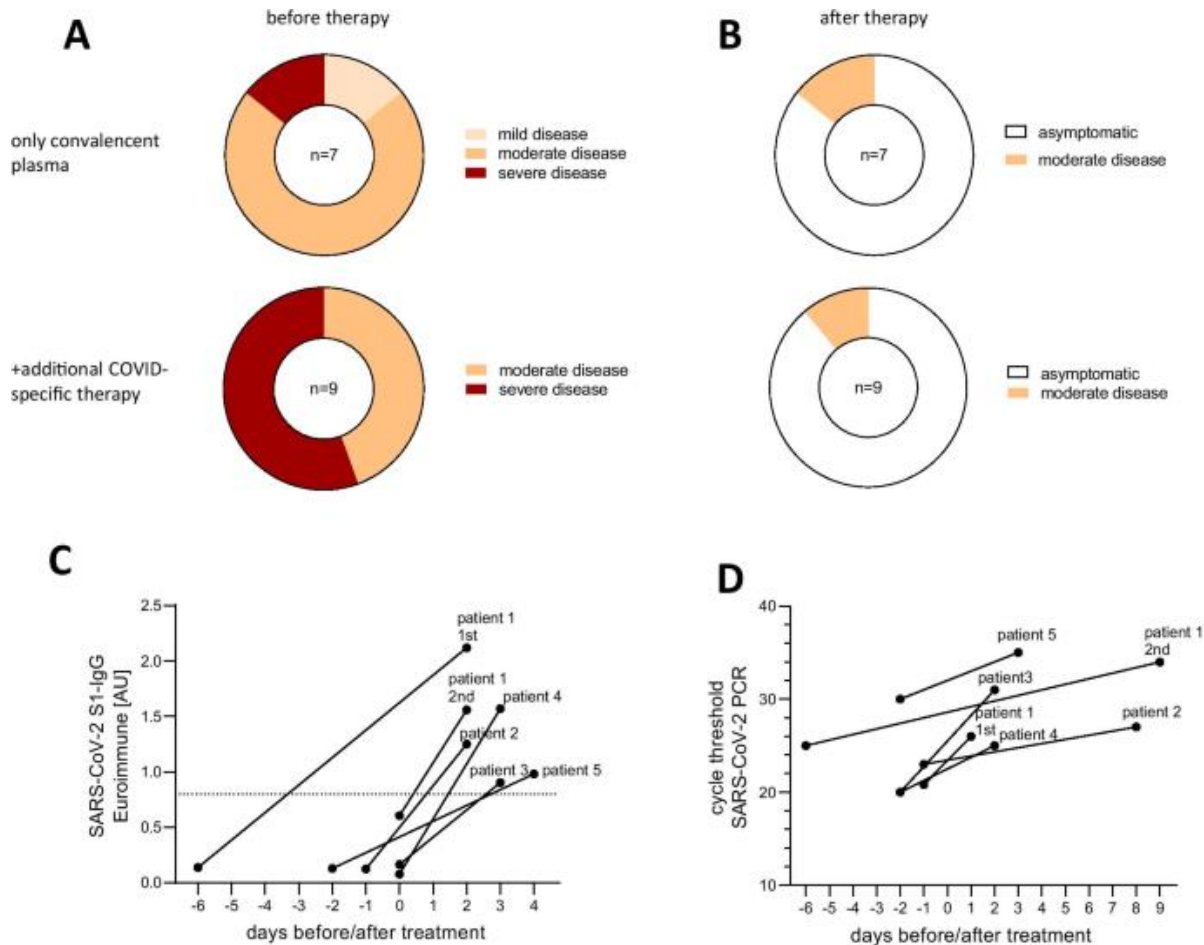 A
before therapy
B
after therapy
only convalencent
plasma
n=7
mild disease
moderate disease
severe disease
n=7
asymptomatic
moderate disease
+additional COVID-
specific therapy
n=9
moderate disease
severe disease
n=9
asymptomatic
moderate disease
C
SARS-CoV-2 S1-IgG
Euroimmune [AU]
2.5
2.0
1.5
1.0
0.5
0.0
patient 1
1st
patient 1
2nd
patient 4
patient 2
patient 3
patient 5
-6 -5 -4 -3 -2 -1 0 1 2 3 4
days before/after treatment
D
cycle threshold
SARS-CoV-2 PCR
40
30
20
10
patient 5
patient 1
2nd
patient3
patient 1
1st
patient 4
patient 2
-6 -5 -4 -3 -2 -1 0 1 2 3 4 5 6 7 8 9
days before/after treatment